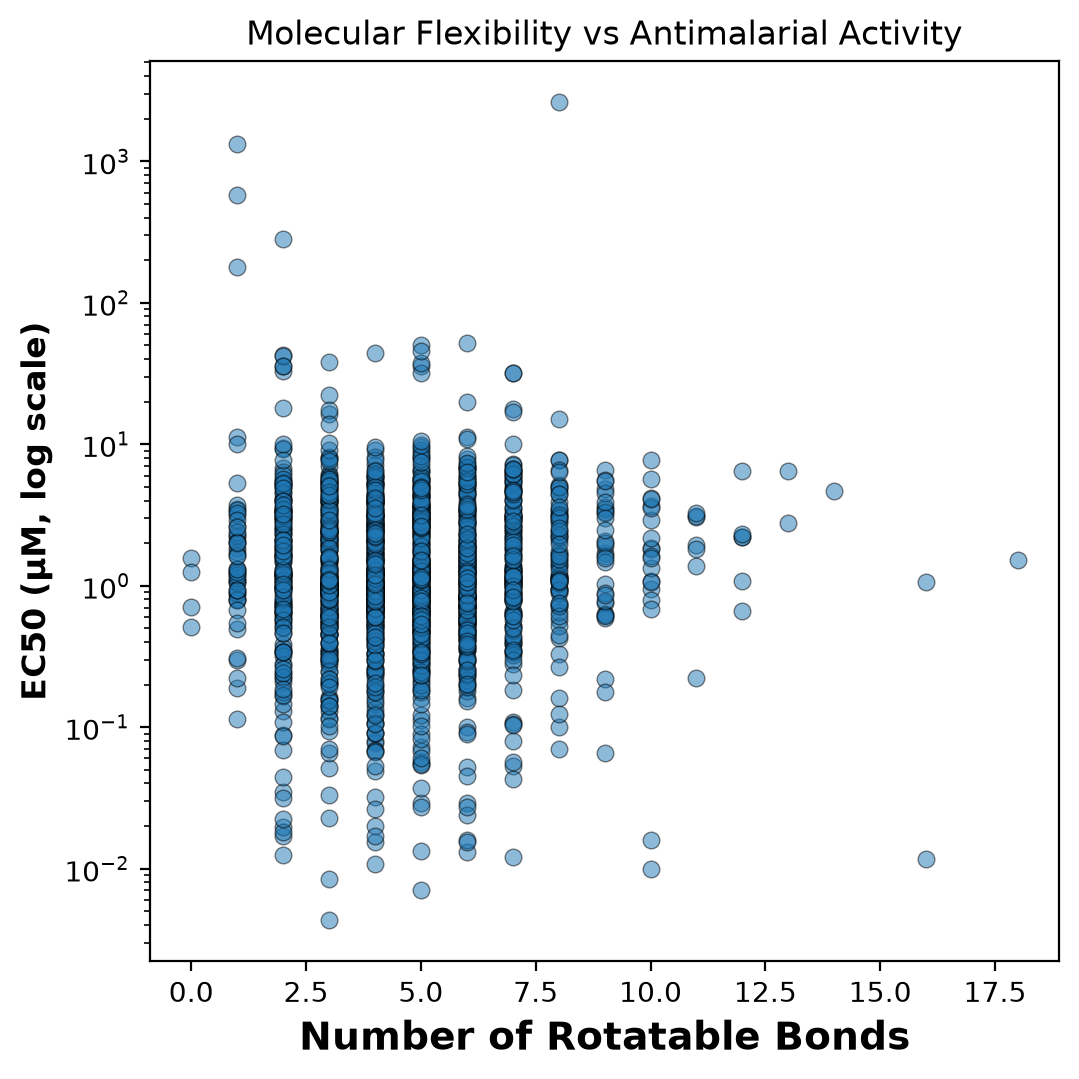 Molecular Flexibility vs Antimalarial Activity
EC50 (µM, log scale)
10³
10²
10¹
10⁰
10⁻¹
10⁻²
0.0 2.5 5.0 7.5 10.0 12.5 15.0 17.5
Number of Rotatable Bonds